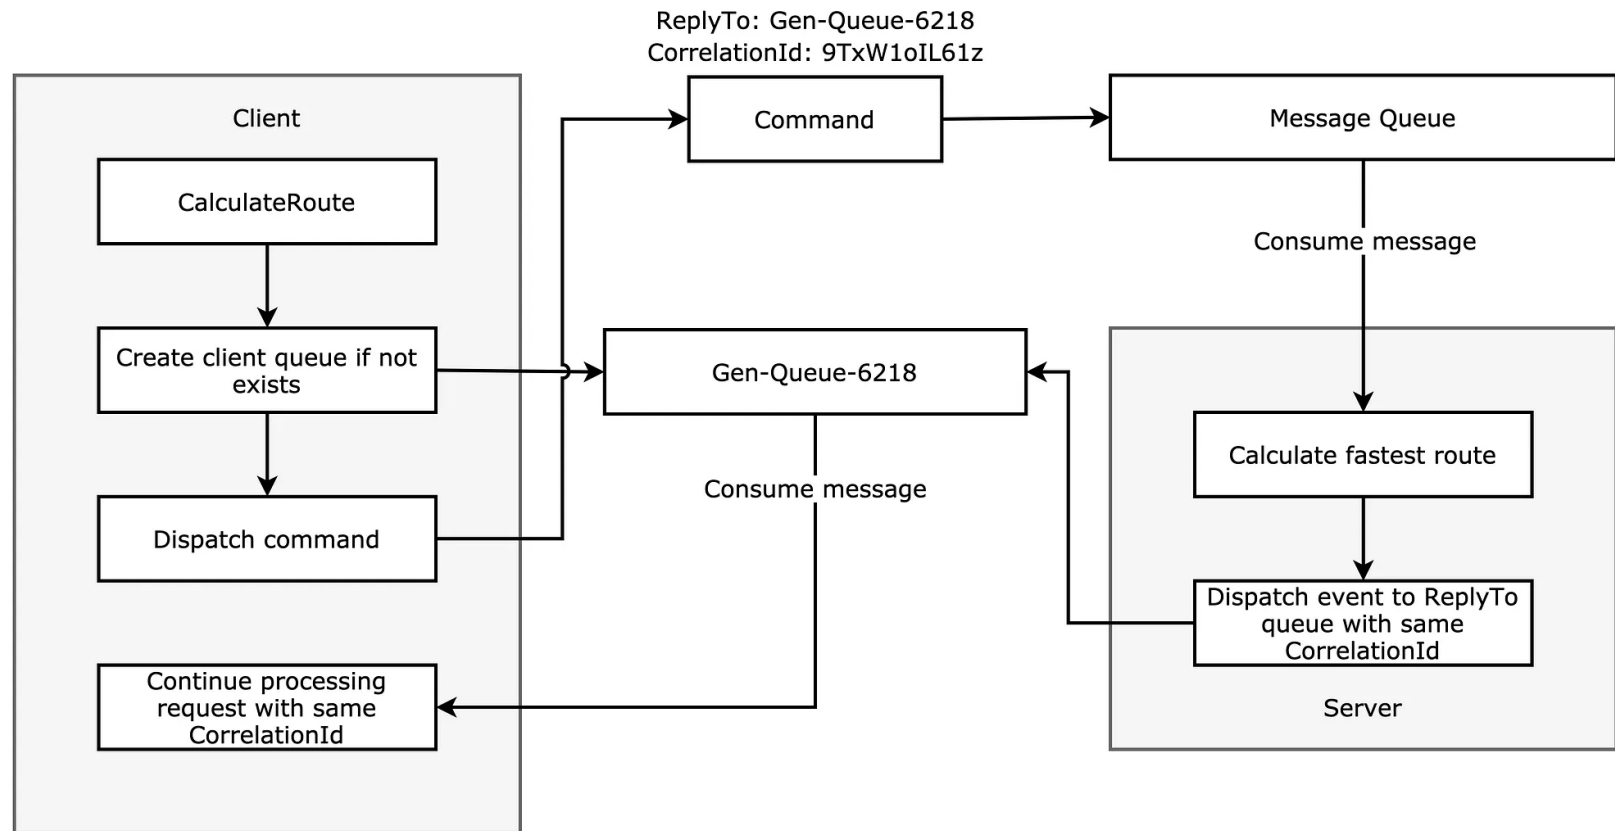 ReplyTo: Gen-Queue-6218
CorrelationId: 9TxW1oIL61z
Client
Command
Message Queue
CalculateRoute
Consume message
Create client queue if not
exists
Gen-Queue-6218
Calculate fastest route
Consume message
Dispatch command
Dispatch event to ReplyTo
queue with same
CorrelationId
Continue processing
request with same
CorrelationId
Server